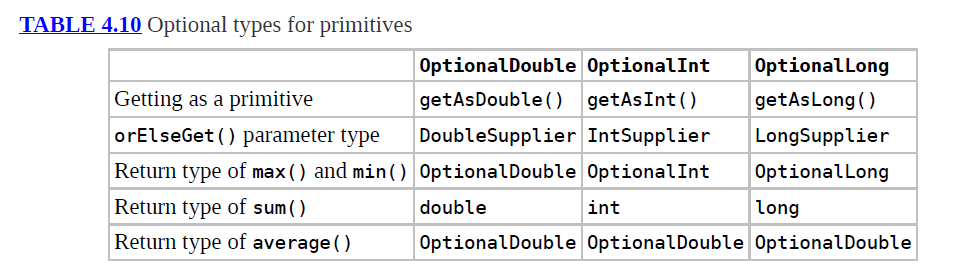 TABLE 4.10 Optional types for primitives
OptionalDouble OptionalInt OptionalLong
Getting as a primitive getAsDouble() getAsInt() getAsLong()
orElseGet() parameter type DoubleSupplier IntSupplier LongSupplier
Return type of max() and min() OptionalDouble OptionalInt OptionalLong
Return type of sum() double int long
Return type of average() OptionalDouble OptionalDouble OptionalDouble